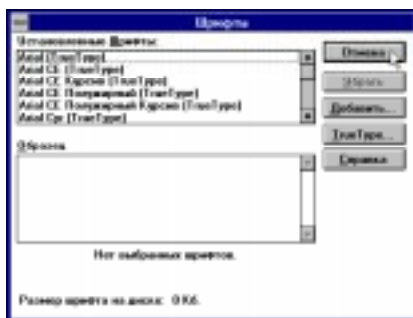 Шрифты
Установленные Шрифты:
Arial (TrueType)
Arial CE (TrueType)
Arial CE Курсив (TrueType)
Arial CE Полужирный (TrueType)
Arial CE Полужирный Курсив (TrueType)
Arial Cyr (TrueType)
Отмена
Убрать
Добавить...
TrueType...
Справка
Образец
Нет выбранных шрифтов.
Размер шрифта на диске: 0 Кб.